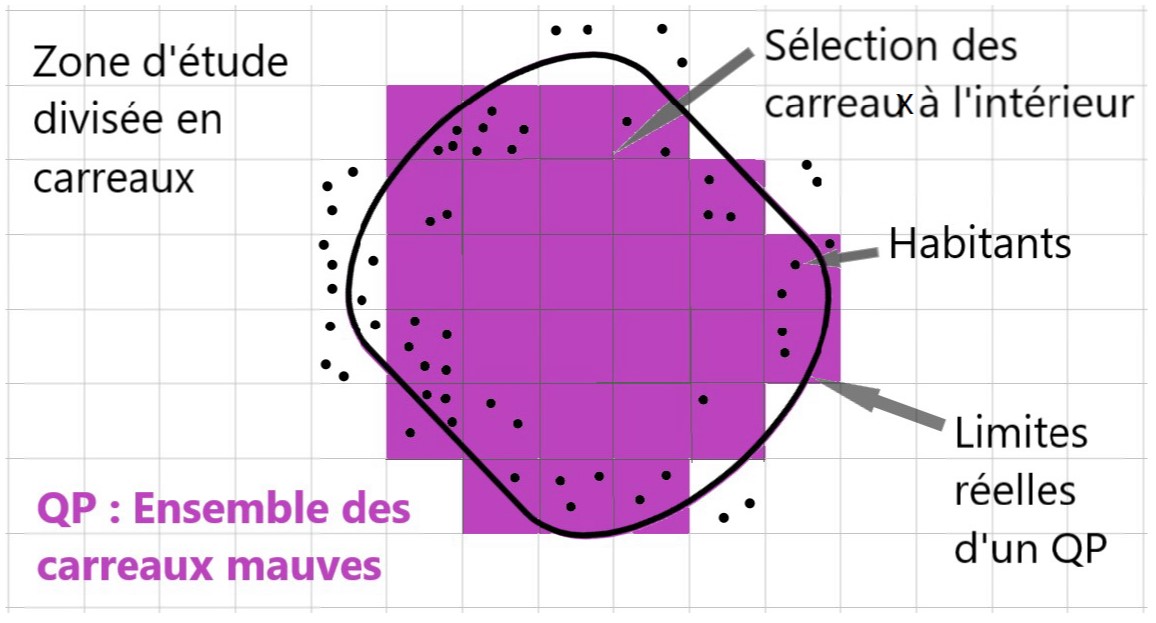 Zone d'étude
divisée en
carreaux
Sélection des
carreaux à l'intérieur
Habitants
Limites
réelles
d'un QP
QP : Ensemble des
carreaux mauves